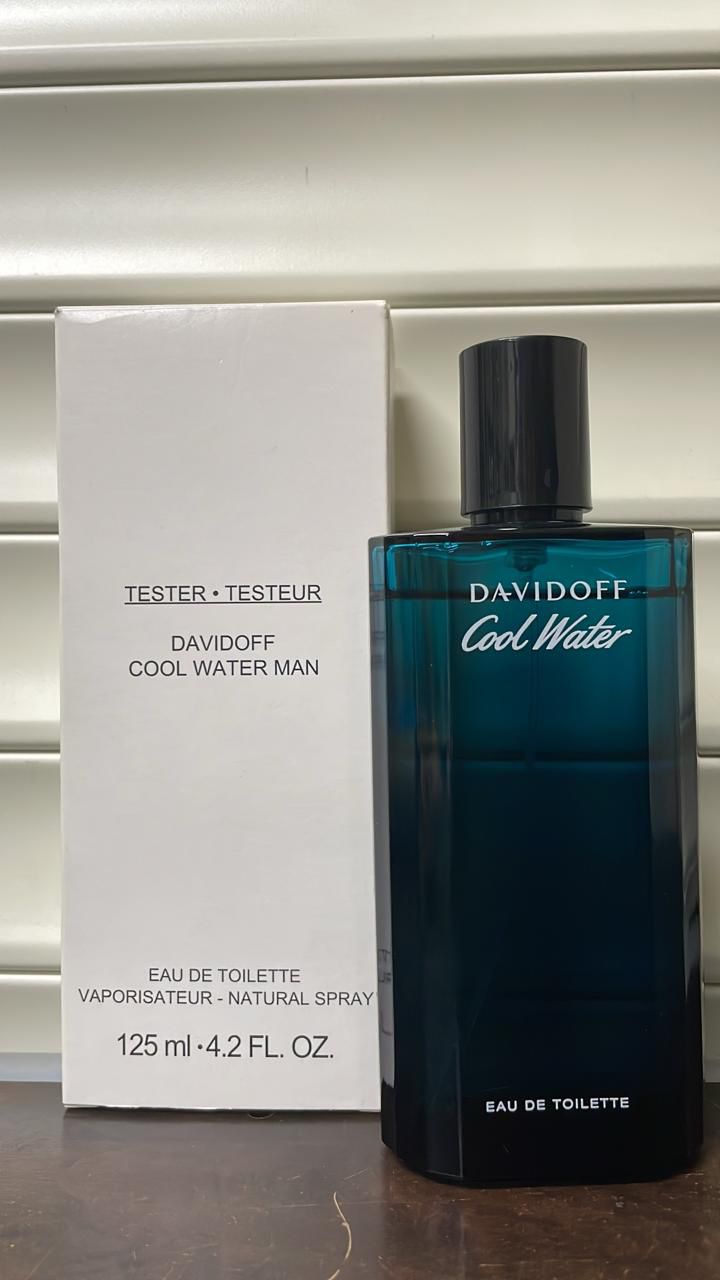 TESTER • TESTEUR
DAVIDOFF
COOL WATER MAN
EAU DE TOILETTE
VAPORISATEUR - NATURAL SPRAY
125 ml • 4.2 FL. OZ.
DAVIDOFF
Cool Water
EAU DE TOILETTE